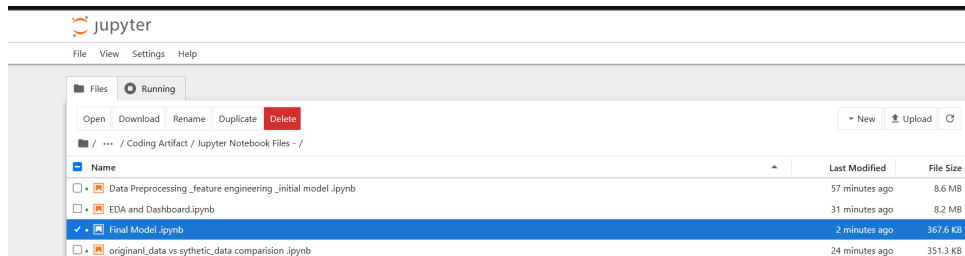 jupyter
File View Settings Help
Files Running
Open Download Rename Duplicate Delete New Upload
/ ··· / Coding Artifact / Jupyter Notebook Files - /
Name Last Modified File Size
Data Preprocessing _feature engineering _initial model .ipynb 57 minutes ago 8.6 MB
EDA and Dashboard.ipynb 31 minutes ago 8.2 MB
Final Model .ipynb 2 minutes ago 367.6 KB
originanl_data vs sythetic_data comparision .ipynb 24 minutes ago 351.3 KB